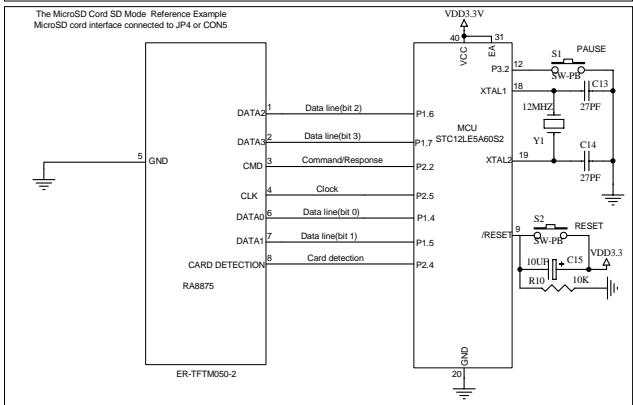 The MicroSD Cord SD Mode Reference Example
MicroSD cord interface connected to JP4 or CON5
VDD3.3V
40
31
VCC
EA
S1
PAUSE
P3.2
12
SW-PB
XTAL1
18
C13
12MHZ
27PF
Y1
C14
XTAL2
19
27PF
MCU
STC12LE5A60S2
DATA2
1
Data line(bit 2)
P1.6
DATA3
2
Data line(bit 3)
P1.7
5
GND
CMD
3
Command/Response
P2.2
CLK
4
Clock
P2.5
DATA0
6
Data line(bit 0)
P1.4
DATA1
7
Data line(bit 1)
P1.5
CARD DETECTION
8
Card detection
P2.4
RA8875
S2
RESET
/RESET
9
SW-PB
VDD3.3
10UF
+
C15
R10
10K
GND
20
ER-TFTM050-2